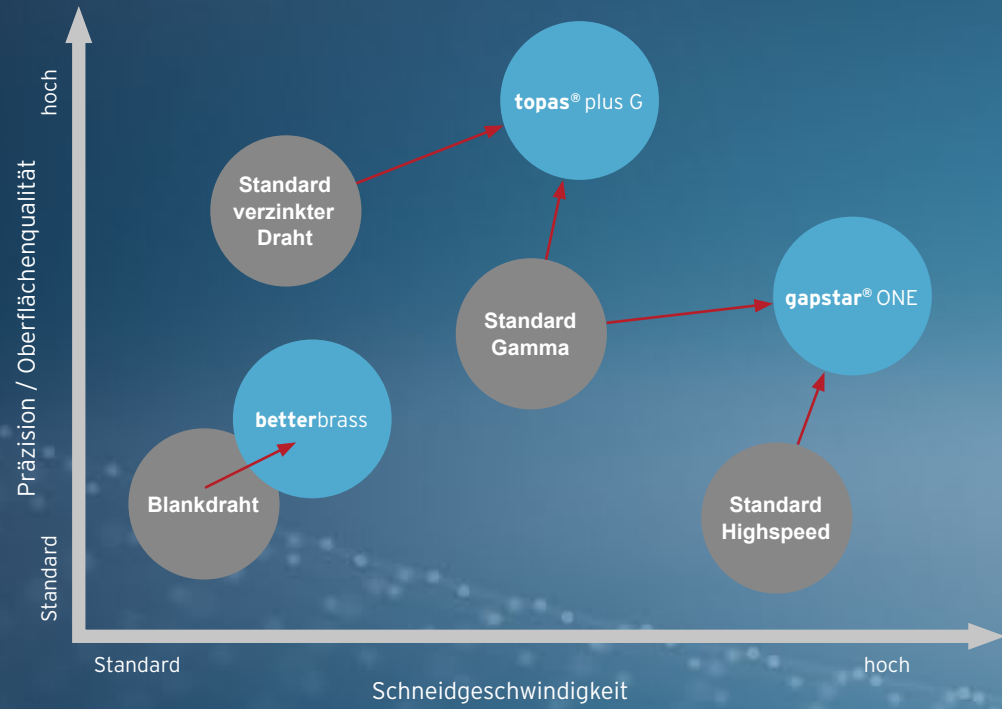 hoch
Präzision / Oberflächenqualität
Standard
topas® plus G
Standard
verzinkter
Draht
gapstar® ONE
Standard
Gamma
betterbrass
Blankdraht
Standard
Highspeed
Standard
hoch
Schneidgeschwindigkeit